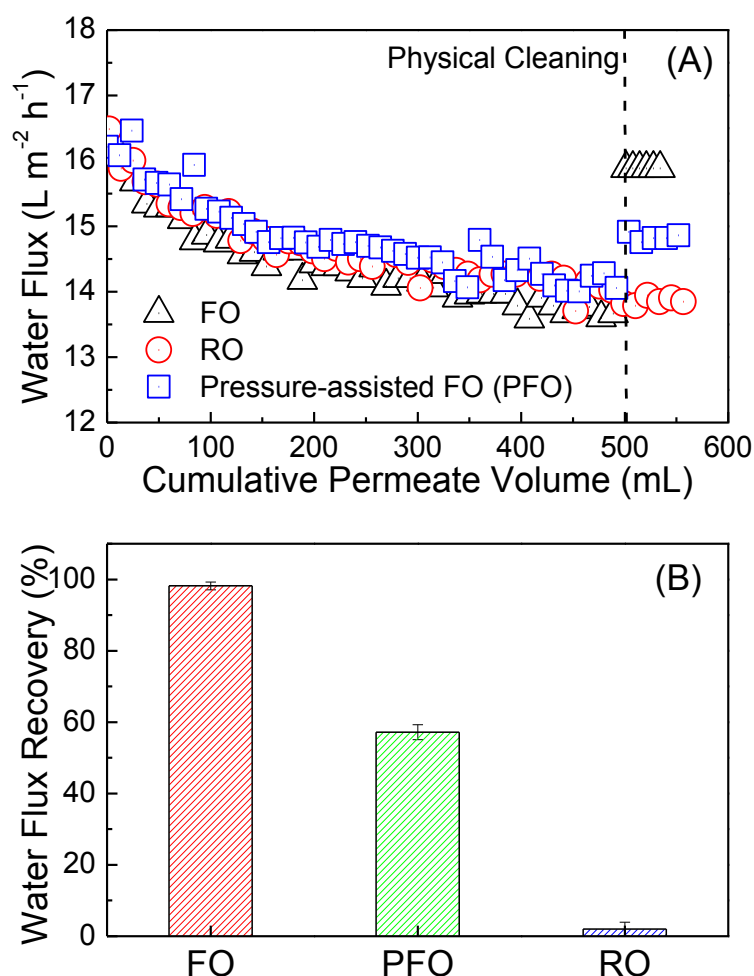 18
17
16
15
14
13
12
Water Flux (L m⁻² h⁻¹)
Physical Cleaning
(A)
FO
RO
Pressure-assisted FO (PFO)
0 100 200 300 400 500 600
Cumulative Permeate Volume (mL)
100
80
60
40
20
0
Water Flux Recovery (%)
(B)
FO PFO RO